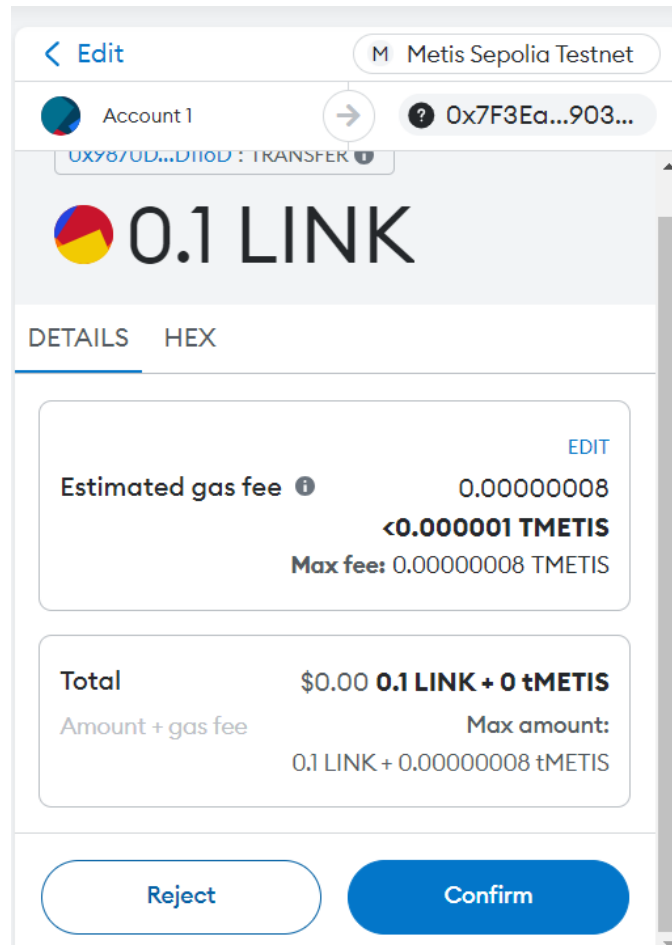 Edit
M Metis Sepolia Testnet
Account 1
? 0x7F3Ea...903...
: TRANSFER
0.1 LINK
DETAILS HEX
EDIT
Estimated gas fee 0.00000008
<0.000001 TMETIS
Max fee: 0.00000008 TMETIS
Total $0.00 0.1 LINK + 0 tMETIS
Amount + gas fee Max amount:
0.1 LINK + 0.00000008 tMETIS
Reject Confirm